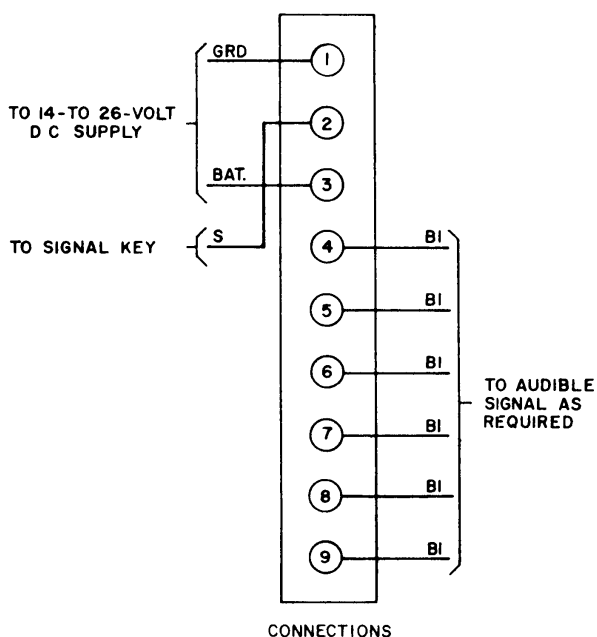 GRD
1
TO 14-TO 26-VOLT
D C SUPPLY
2
BAT.
3
S
TO SIGNAL KEY
4
BI
5
BI
6
BI
TO AUDIBLE
SIGNAL AS
REQUIRED
7
BI
8
BI
9
BI
CONNECTIONS